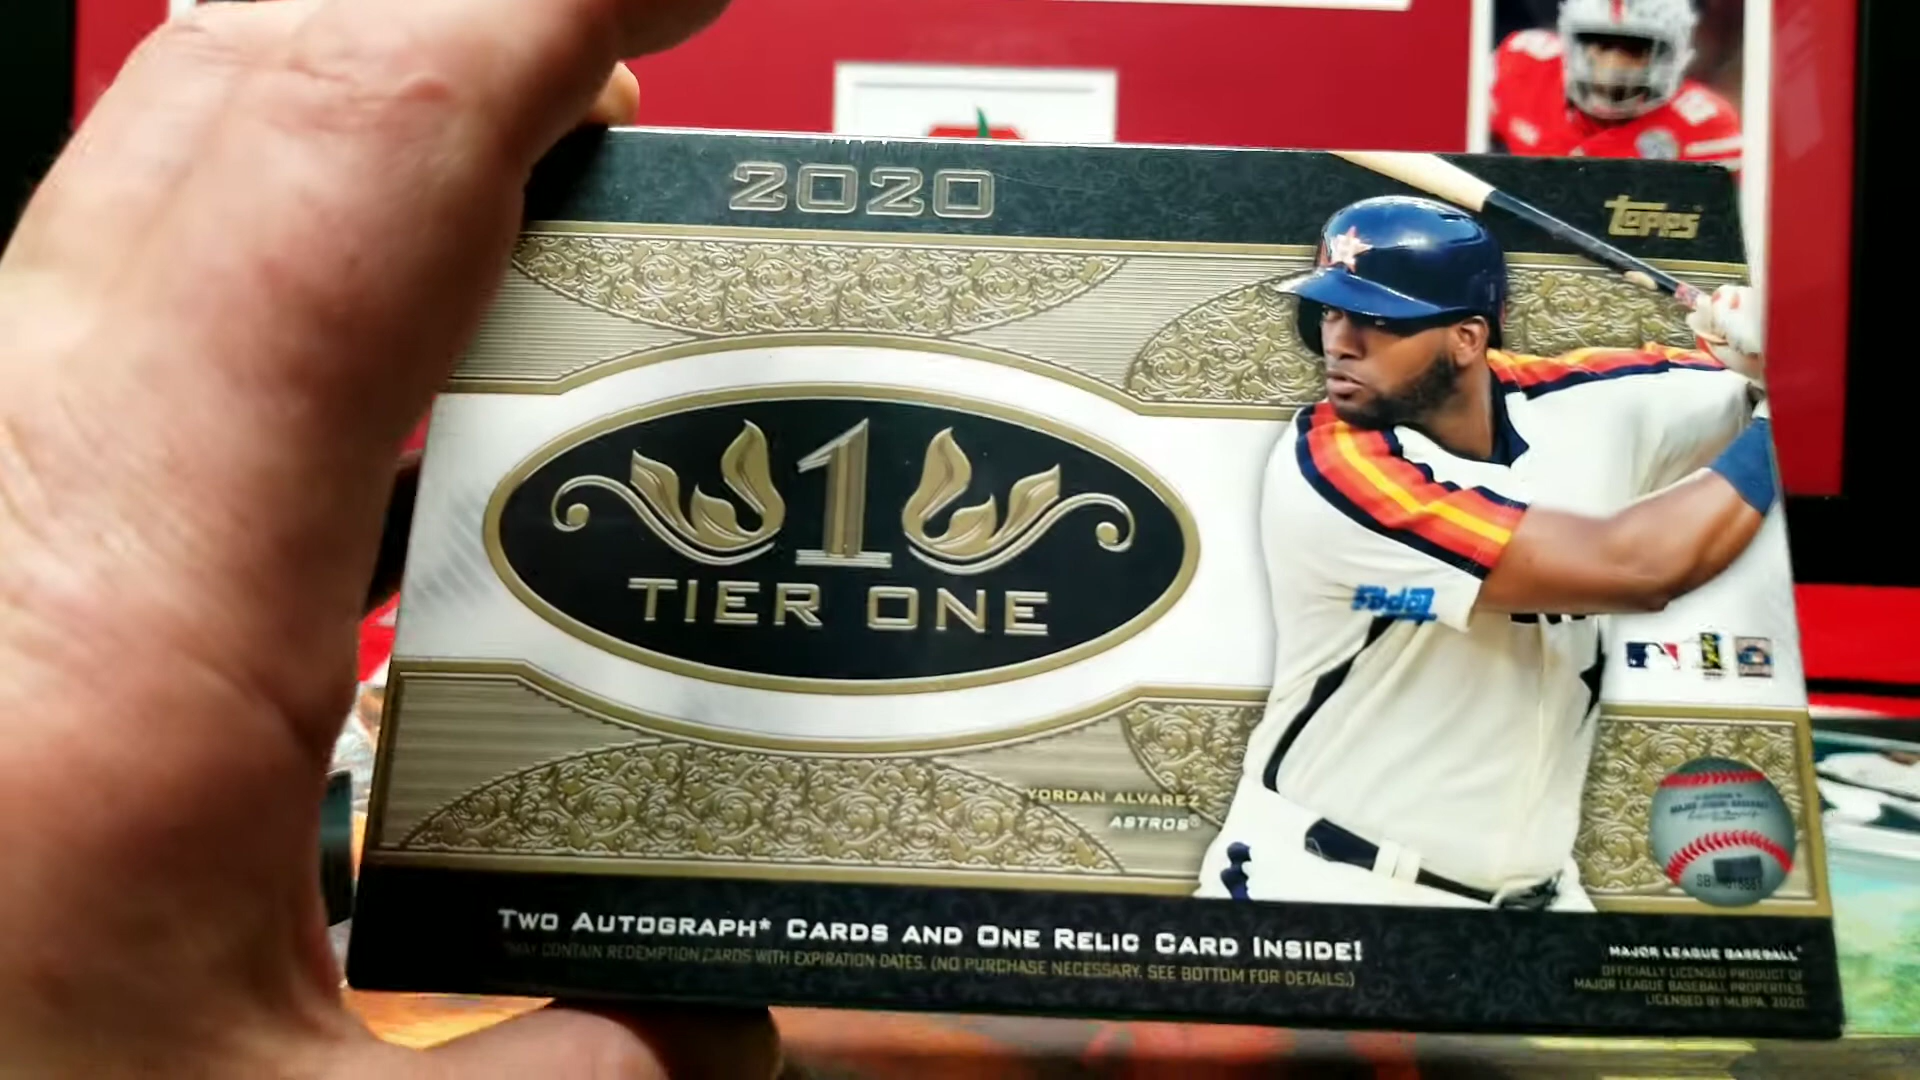 2020
topps
1
TIER ONE
YORDAN ALVAREZ
ASTROS®
TWO AUTOGRAPH* CARDS AND ONE RELIC CARD INSIDE!
*MAY CONTAIN REDEMPTION CARDS WITH EXPIRATION DATES. (NO PURCHASE NECESSARY. SEE BOTTOM FOR DETAILS.)
MAJOR LEAGUE BASEBALL
OFFICIALLY LICENSED PRODUCT OF
MAJOR LEAGUE BASEBALL PROPERTIES.
LICENSED BY MLBPA, 2020.